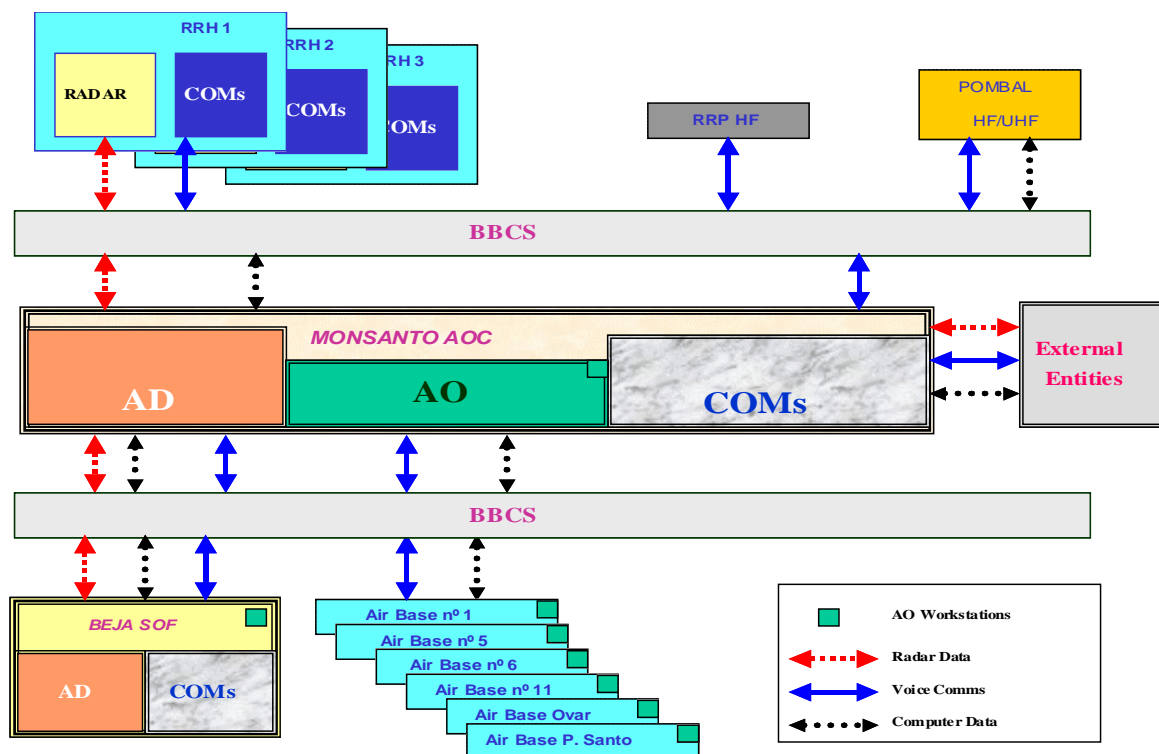 RRH 1
RADAR
COMs
RRH 2
COMs
RH 3
COMs
RRP HF
POMBAL
HF/UHF
BBCS
MONSANTO AOC
AD
AO
COMs
External
Entities
BBCS
BEJA SOF
AD
COMs
Air Base nº 1
Air Base nº 5
Air Base nº 6
Air Base nº 11
Air Base Ovar
Air Base P. Santo
AO Workstations
Radar Data
Voice Comms
Computer Data